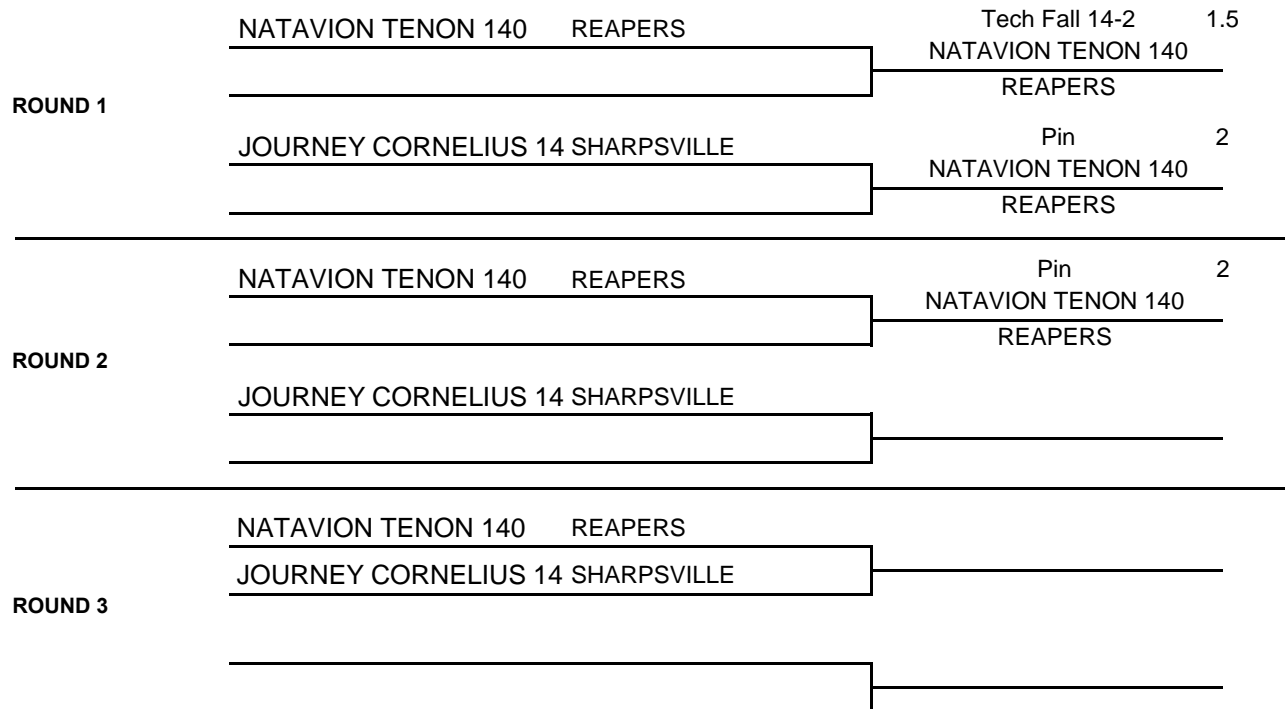 NATAVION TENON 140 REAPERS
Tech Fall 14-2 1.5
NATAVION TENON 140
REAPERS
ROUND 1
JOURNEY CORNELIUS 14 SHARPSVILLE
Pin 2
NATAVION TENON 140
REAPERS
NATAVION TENON 140 REAPERS
Pin 2
NATAVION TENON 140
REAPERS
ROUND 2
JOURNEY CORNELIUS 14 SHARPSVILLE
NATAVION TENON 140 REAPERS
JOURNEY CORNELIUS 14 SHARPSVILLE
ROUND 3